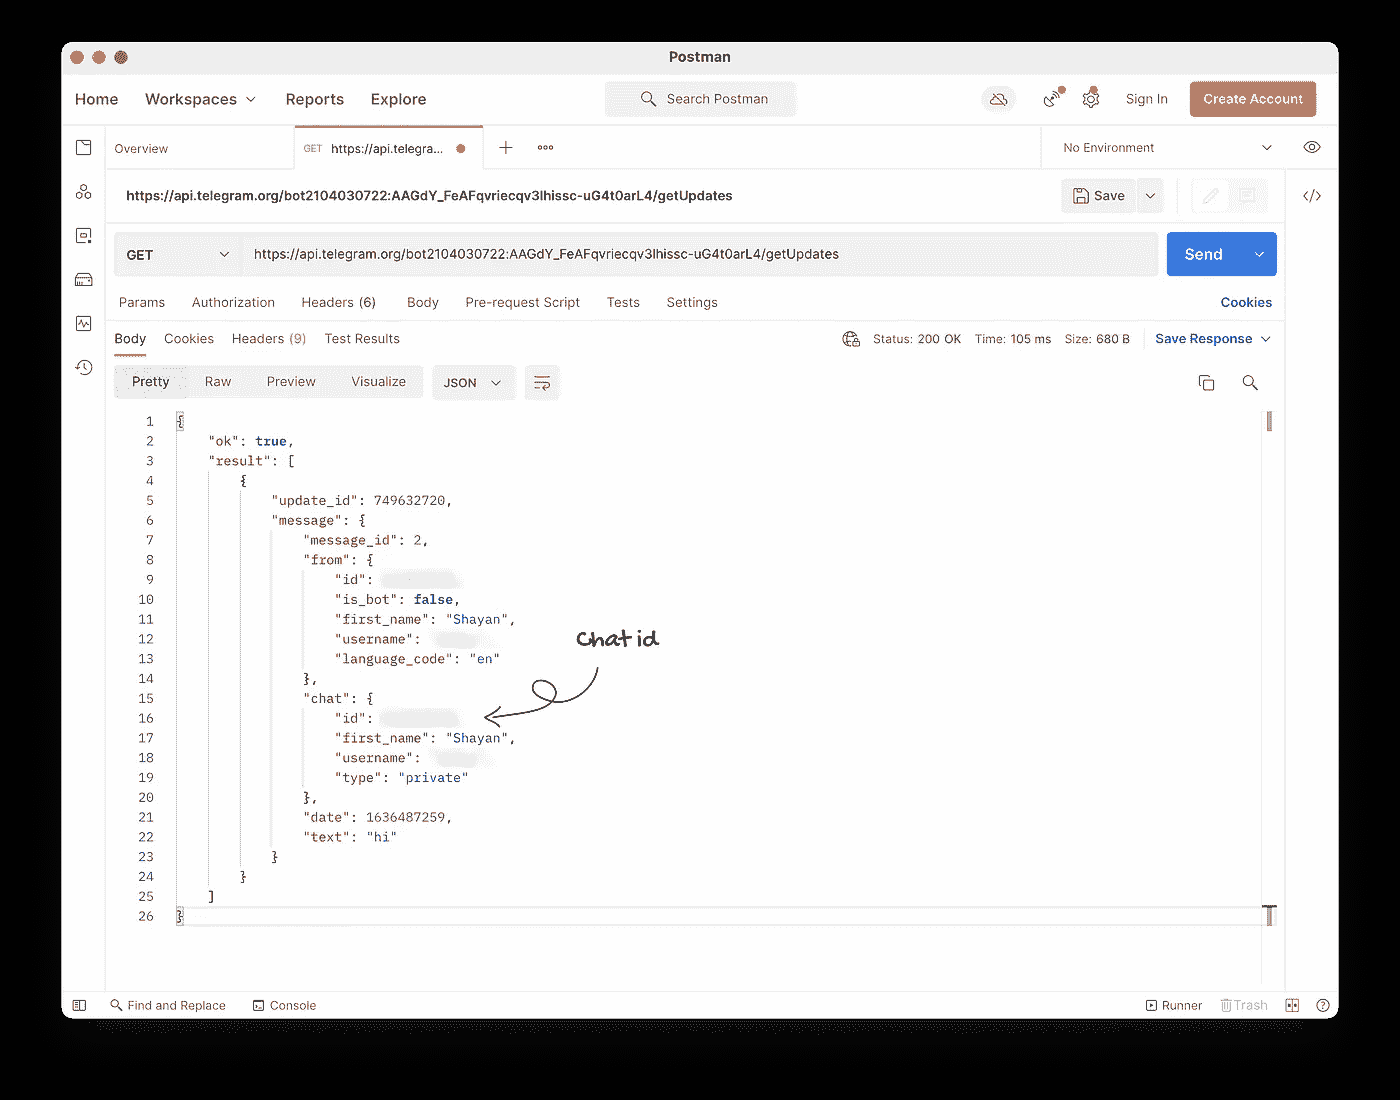 Postman
Home Workspaces Reports Explore Search Postman Sign In Create Account
Overview GET https://api.telegra... No Environment
https://api.telegram.org/bot2104030722:AAGdY_FeAFqvriecqv3lhissc-uG4t0arL4/getUpdates Save
GET https://api.telegram.org/bot2104030722:AAGdY_FeAFqvriecqv3lhissc-uG4t0arL4/getUpdates Send
Params Authorization Headers (6) Body Pre-request Script Tests Settings Cookies
Body Cookies Headers (9) Test Results Status: 200 OK Time: 105 ms Size: 680 B Save Response
Pretty Raw Preview Visualize JSON
1 {
2 "ok": true,
3 "result": [
4 {
5 "update_id": 749632720,
6 "message": {
7 "message_id": 2,
8 "from": {
9 "id":
10 "is_bot": false,
11 "first_name": "Shayan",
12 "username":
13 "language_code": "en"
14 },
15 "chat": {
16 "id":
17 "first_name": "Shayan",
18 "username":
19 "type": "private"
20 },
21 "date": 1636487259,
22 "text": "hi"
23 }
24 }
25 ]
26 }
Chat id
Find and Replace Console Runner Trash